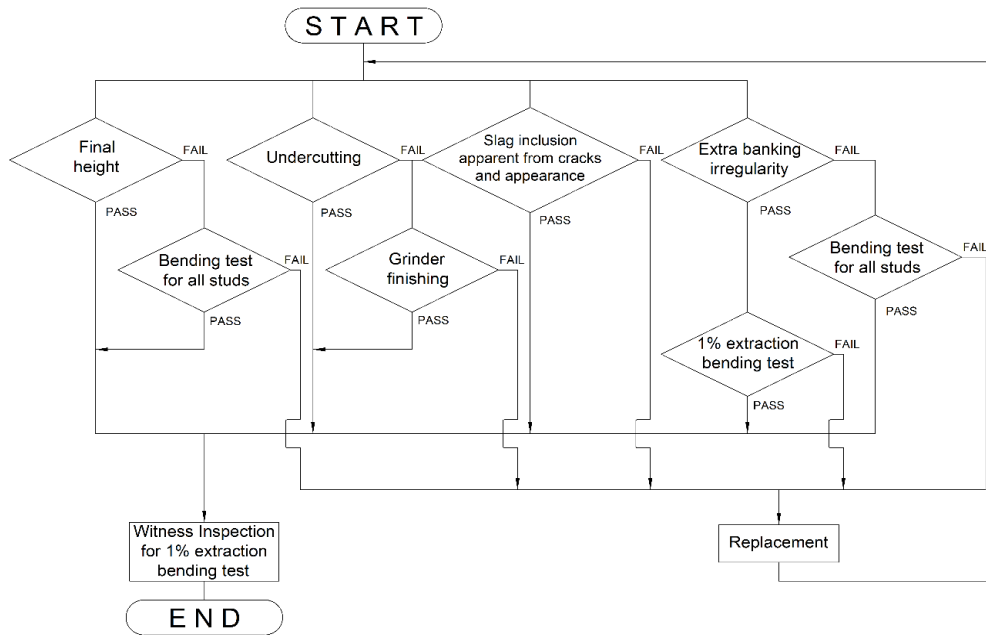 START
Final
height
FAIL
PASS
Undercutting
FAIL
PASS
Slag inclusion
apparent from cracks
and appearance
FAIL
PASS
Extra banking
irregularity
FAIL
PASS
Bending test
for all studs
FAIL
PASS
Grinder
finishing
FAIL
PASS
Bending test
for all studs
FAIL
PASS
1% extraction
bending test
FAIL
PASS
Witness Inspection
for 1% extraction
bending test
Replacement
END